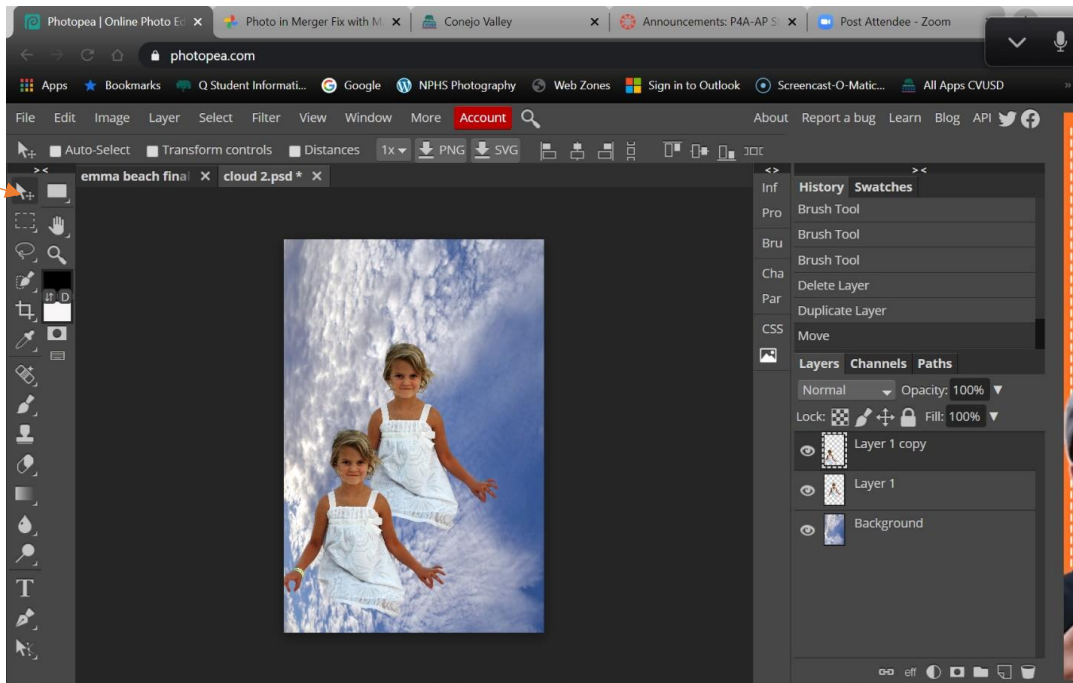 Photopea | Online Photo Ed
Photo in Merger Fix with M
Conejo Valley
Announcements: P4A-AP S
Post Attendee - Zoom
photopea.com
Apps Bookmarks Q Student Informati... Google NPHS Photography Web Zones Sign in to Outlook Screencast-O-Matic... All Apps CVUSD »
File Edit Image Layer Select Filter View Window More Account About Report a bug Learn Blog API
Auto-Select Transform controls Distances 1x PNG SVG
> <
emma beach final cloud 2.psd *
<>
> <
Inf
Pro
Bru
Cha
Par
CSS
History Swatches
Brush Tool
Brush Tool
Brush Tool
Delete Layer
Duplicate Layer
Move
D
T
Layers Channels Paths
Normal Opacity: 100%
Lock: Fill: 100%
Layer 1 copy
Layer 1
Background
eff